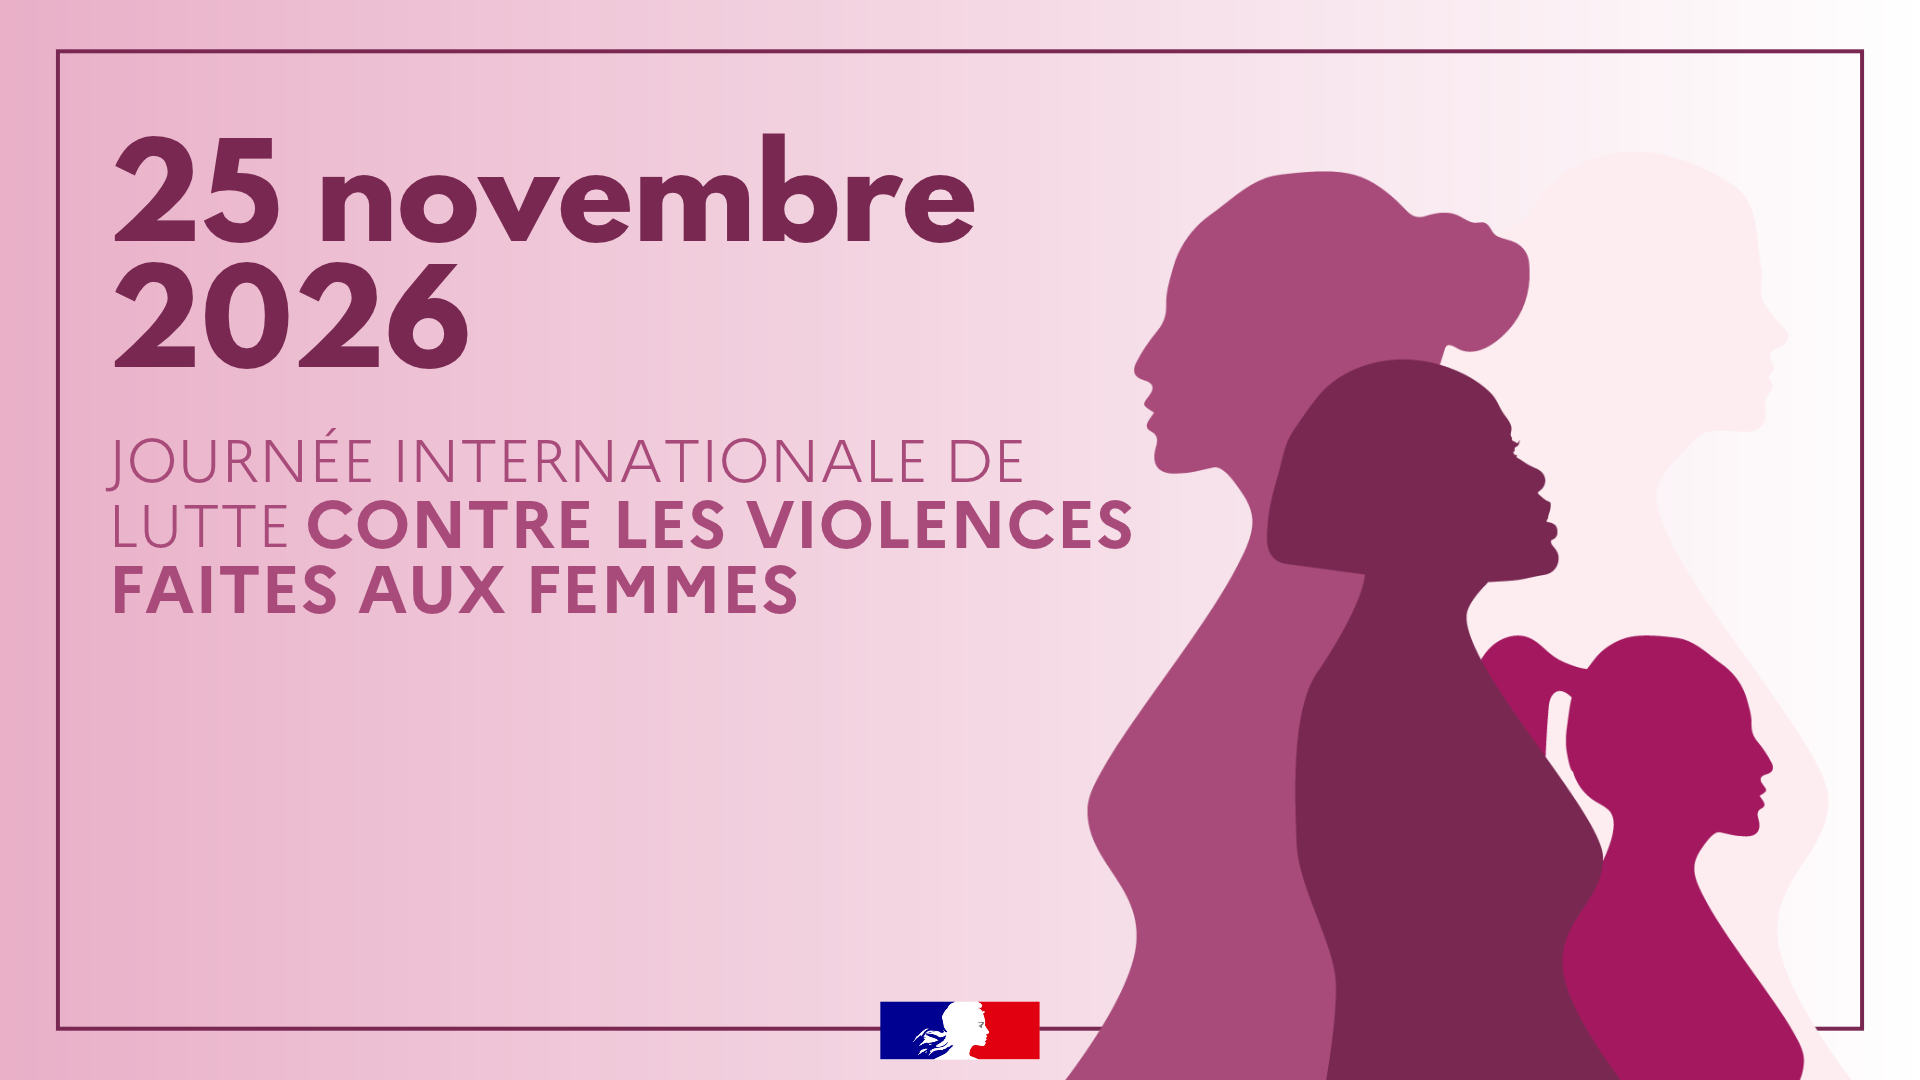 25 novembre
2026
JOURNÉE INTERNATIONALE DE
LUTTE CONTRE LES VIOLENCES
FAITES AUX FEMMES